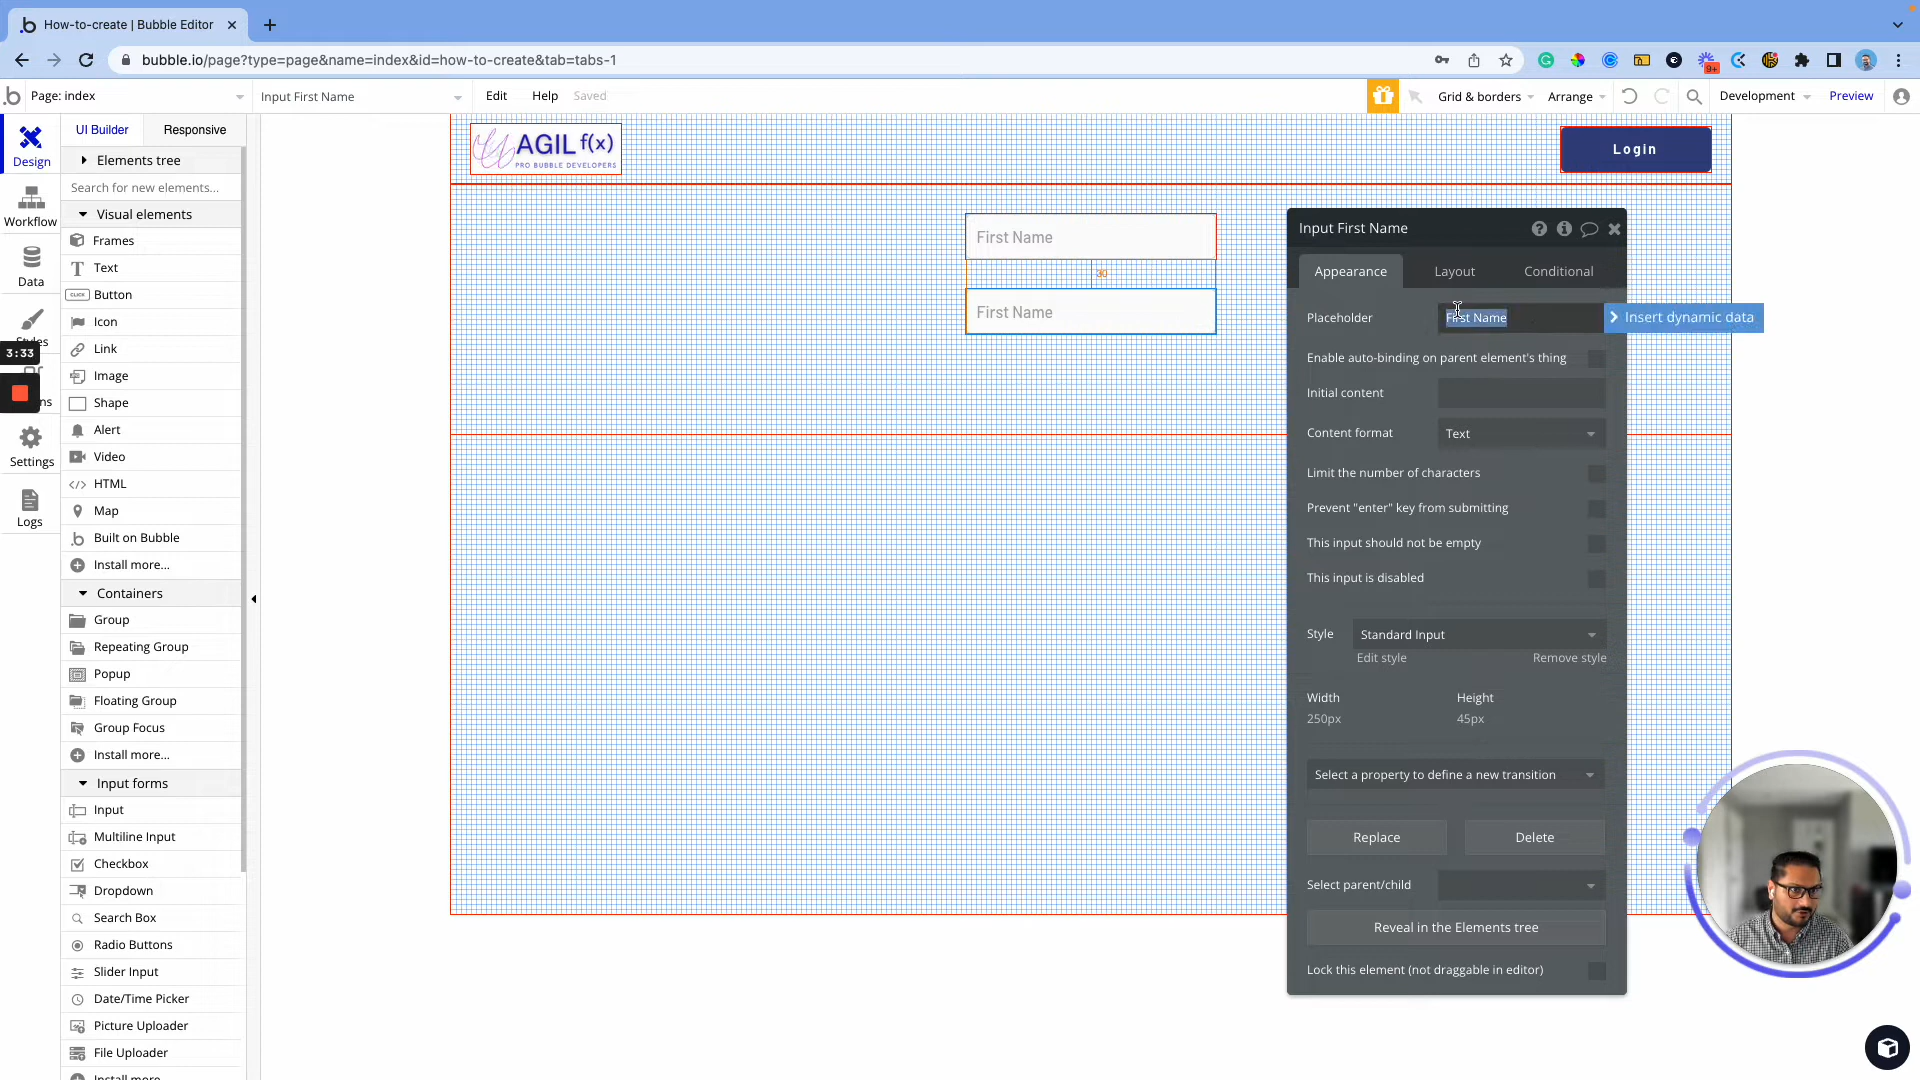 How-to-create | Bubble Editor
bubble.io/page?type=page&name=index&id=how-to-create&tab=tabs-1
9+
Page: index
Input First Name
Edit
Help
Saved
Grid & borders
Arrange
Development
Preview
UI Builder
Responsive
Design
Workflow
Data
Styles
3:33
ns
Settings
Logs
Elements tree
Search for new elements...
Visual elements
Frames
Text
CLICK
Button
Icon
Link
Image
Shape
Alert
Video
HTML
Map
Built on Bubble
Install more...
Containers
Group
Repeating Group
Popup
Floating Group
Group Focus
Install more...
Input forms
Input
Multiline Input
Checkbox
Dropdown
Search Box
Radio Buttons
Slider Input
Date/Time Picker
Picture Uploader
File Uploader
Install more...
AGIL f(x)
PRO BUBBLE DEVELOPERS
Login
First Name
30
First Name
Input First Name
Appearance
Layout
Conditional
Placeholder
First Name
Insert dynamic data
Enable auto-binding on parent element's thing
Initial content
Content format
Text
Limit the number of characters
Prevent "enter" key from submitting
This input should not be empty
This input is disabled
Style
Standard Input
Edit style
Remove style
Width
Height
250px
45px
Select a property to define a new transition
Replace
Delete
Select parent/child
Reveal in the Elements tree
Lock this element (not draggable in editor)